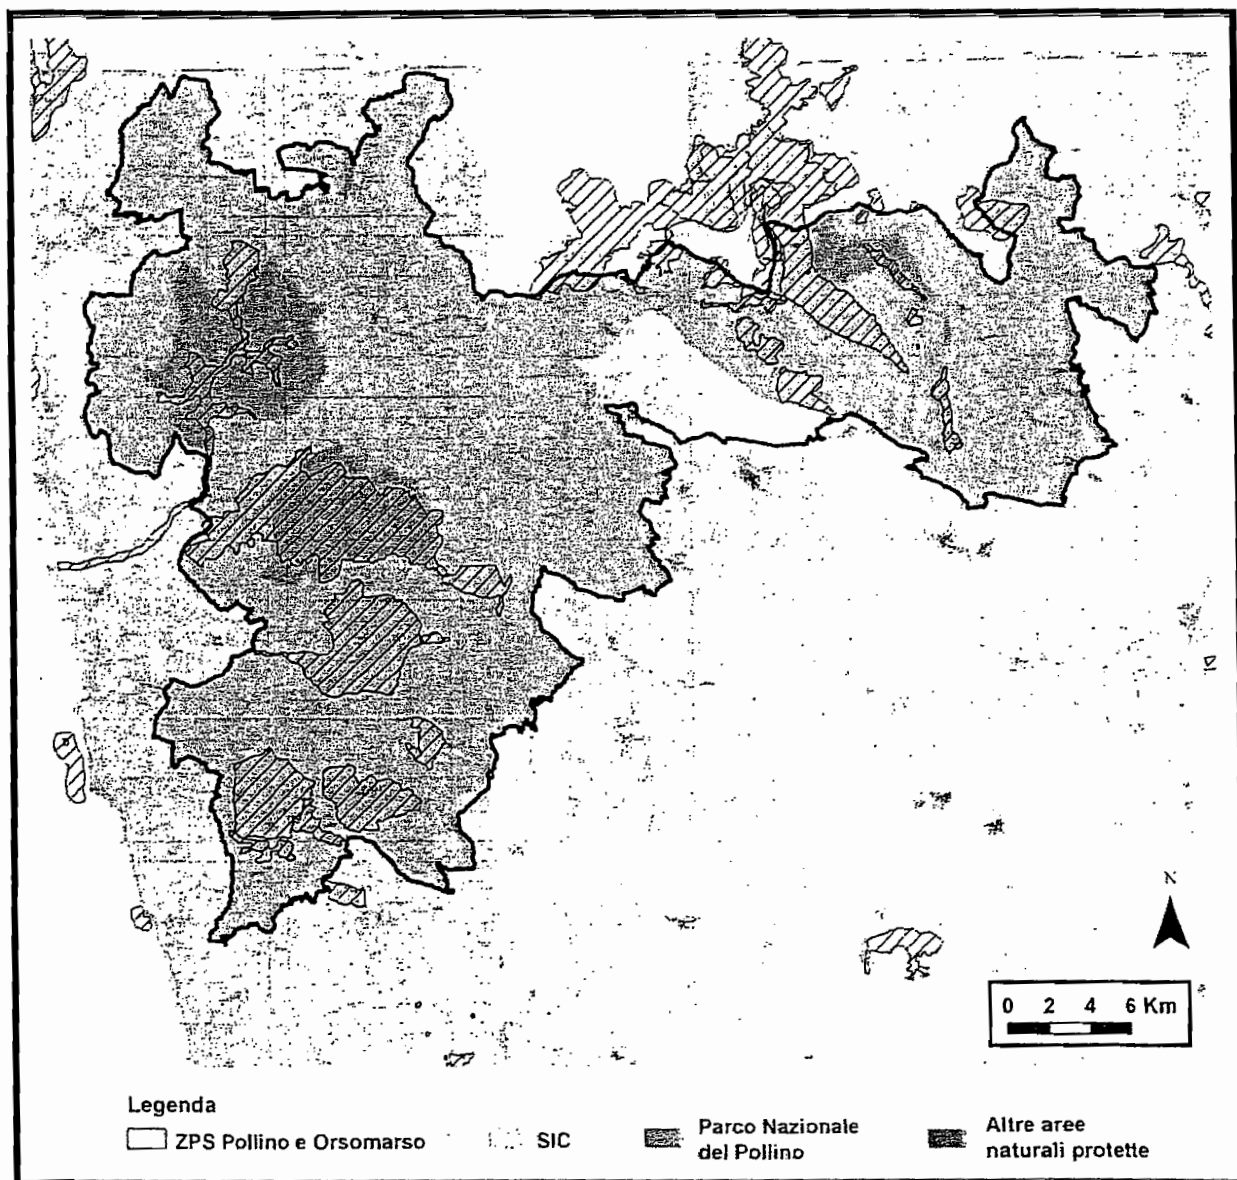 N
0 2 4 6 Km
Legenda
ZPS Pollino e Orsomarso
SIC
Parco Nazionale
del Pollino
Altre aree
naturali protette